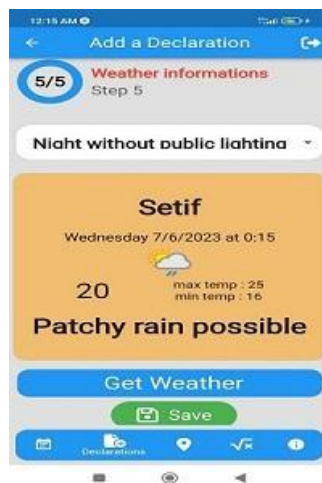 12:15 AM
Add a Declaration
5/5
Weather informations
Step 5
Night without public lighting
Setif
Wednesday 7/6/2023 at 0:15
20
max temp : 25
min temp : 16
Patchy rain possible
Get Weather
Save
Declarations
√x